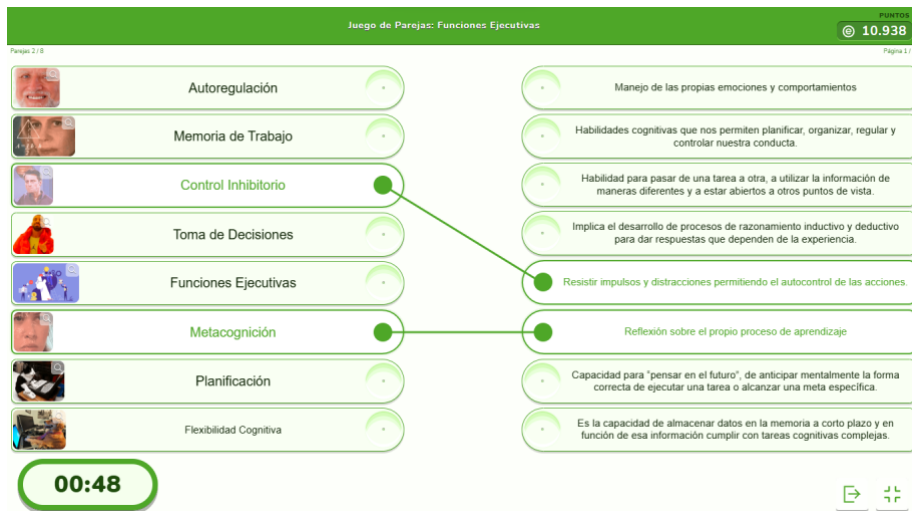 Juego de Parejas: Funciones Ejecutivas
PUNTOS
10.938
Parejas 2 / 8
Página 1 /
Autoregulación
Manejo de las propias emociones y comportamientos
Memoria de Trabajo
Habilidades cognitivas que nos permiten planificar, organizar, regular y
controlar nuestra conducta.
Control Inhibitorio
Habilidad para pasar de una tarea a otra, a utilizar la información de
maneras diferentes y a estar abiertos a otros puntos de vista.
Toma de Decisiones
Implica el desarrollo de procesos de razonamiento inductivo y deductivo
para dar respuestas que dependen de la experiencia.
Funciones Ejecutivas
Resistir impulsos y distracciones permitiendo el autocontrol de las acciones.
Metacognición
Reflexión sobre el propio proceso de aprendizaje
Planificación
Capacidad para "pensar en el futuro", de anticipar mentalmente la forma
correcta de ejecutar una tarea o alcanzar una meta específica.
Flexibilidad Cognitiva
Es la capacidad de almacenar datos en la memoria a corto plazo y en
función de esa información cumplir con tareas cognitivas complejas.
00:48